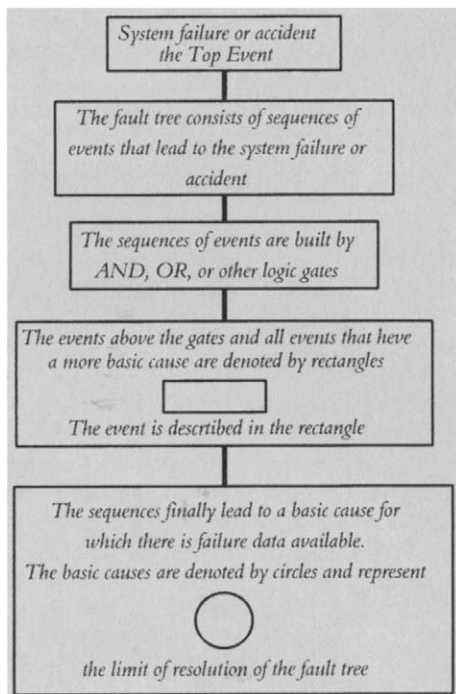 System failure or accident
the Top Event
The fault tree consists of sequences of
events that lead to the system failure or
accident
The sequences of events are built by
AND, OR, or other logic gates
The events above the gates and all events that heve
a more basic cause are denoted by rectangles
The event is descrtibed in the rectangle
The sequences finally lead to a basic cause for
which there is failure data available.
The basic causes are denoted by circles and represent
the limit of resolution of the fault tree